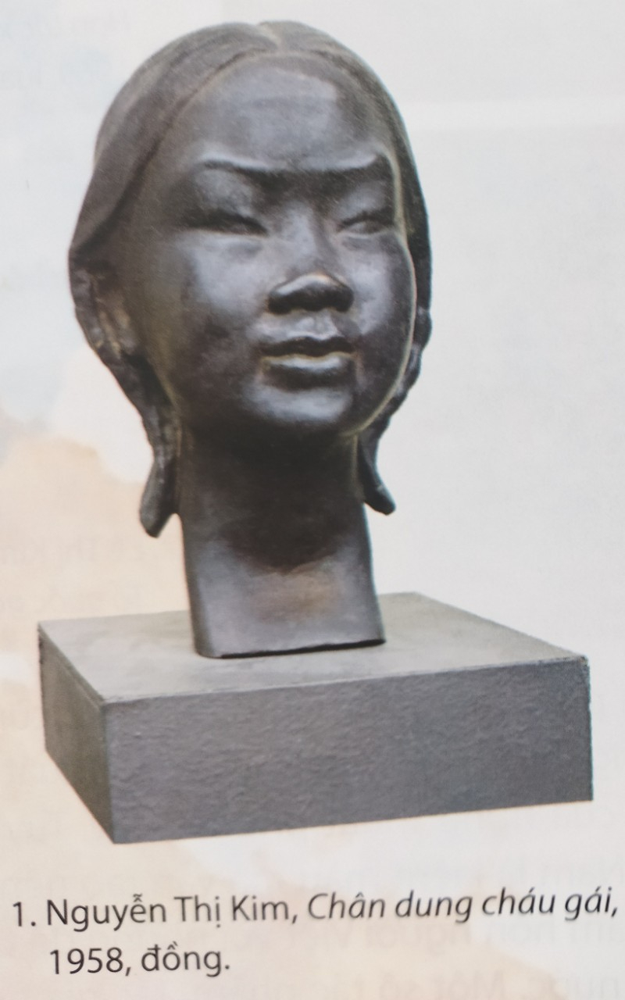 1. Nguyễn Thị Kim, Chân dung cháu gái,
1958, đồng.